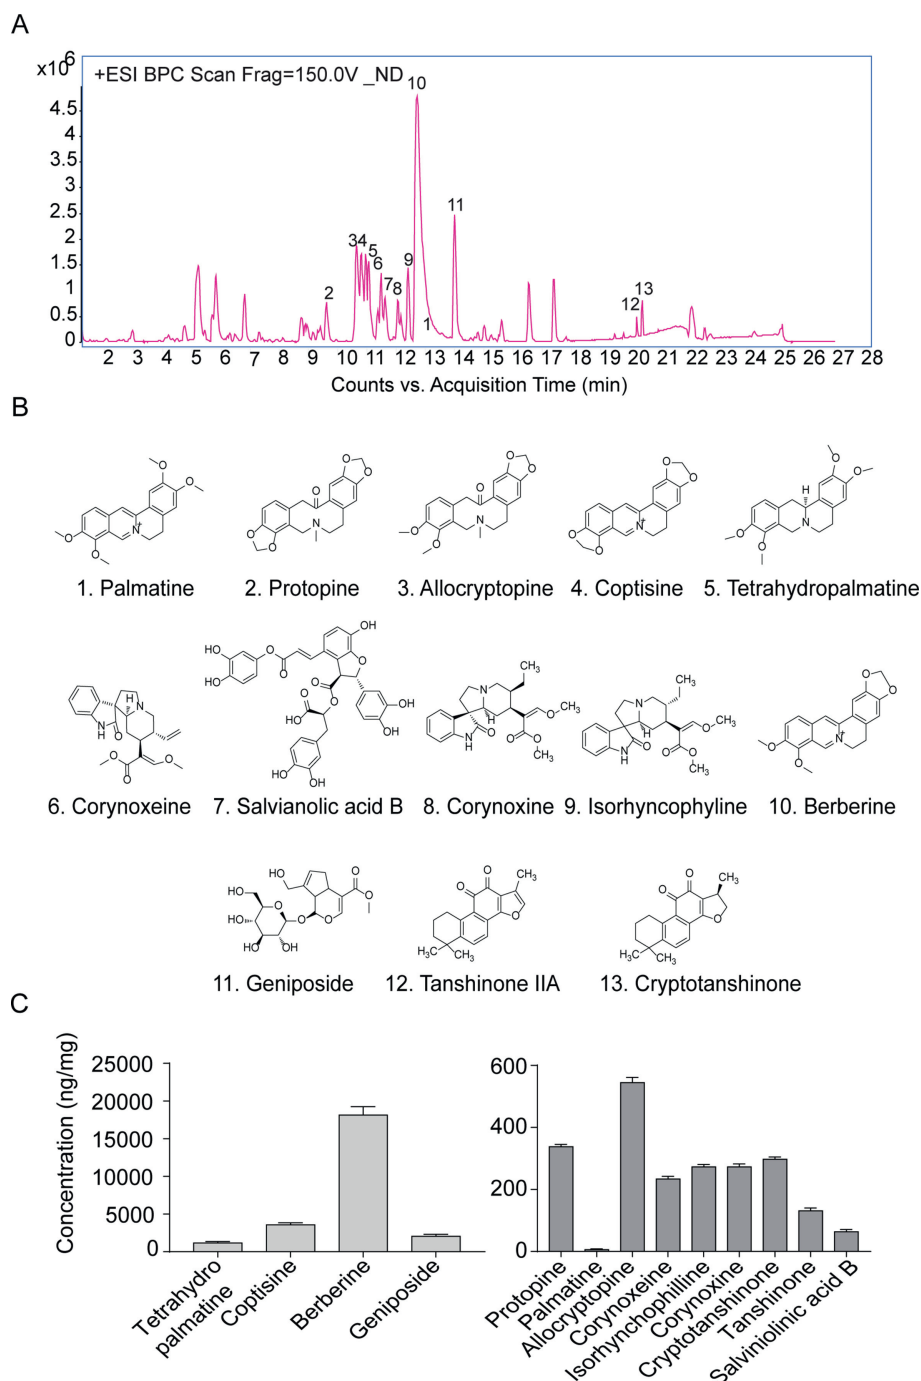 A
x10^6
+ESI BPC Scan Frag=150.0V _ND
4.5
4
3.5
3
2.5
2
1.5
1
0.5
0
10
11
34
5
6
7
8
9
2
1
12
13
2 3 4 5 6 7 8 9 10 11 12 13 14 15 16 17 18 19 20 21 22 23 24 25 26 27 28
Counts vs. Acquisition Time (min)
B
1. Palmatine 2. Protopine 3. Allocryptopine 4. Coptisine 5. Tetrahydropalmatine
6. Corynoxeine 7. Salvianolic acid B 8. Corynoxine 9. Isorhyncophyline 10. Berberine
11. Geniposide 12. Tanshinone IIA 13. Cryptotanshinone
C
Concentration (ng/mg)
25000
20000
15000
10000
5000
0
Tetrahydro
palmatine
Coptisine
Berberine
Geniposide
600
400
200
0
Protopine
Palmatine
Allocryptopine
Corynoxeine
Isorhynchophilline
Corynoxine
Cryptotanshinone
Tanshinone
Salviniolinic acid B